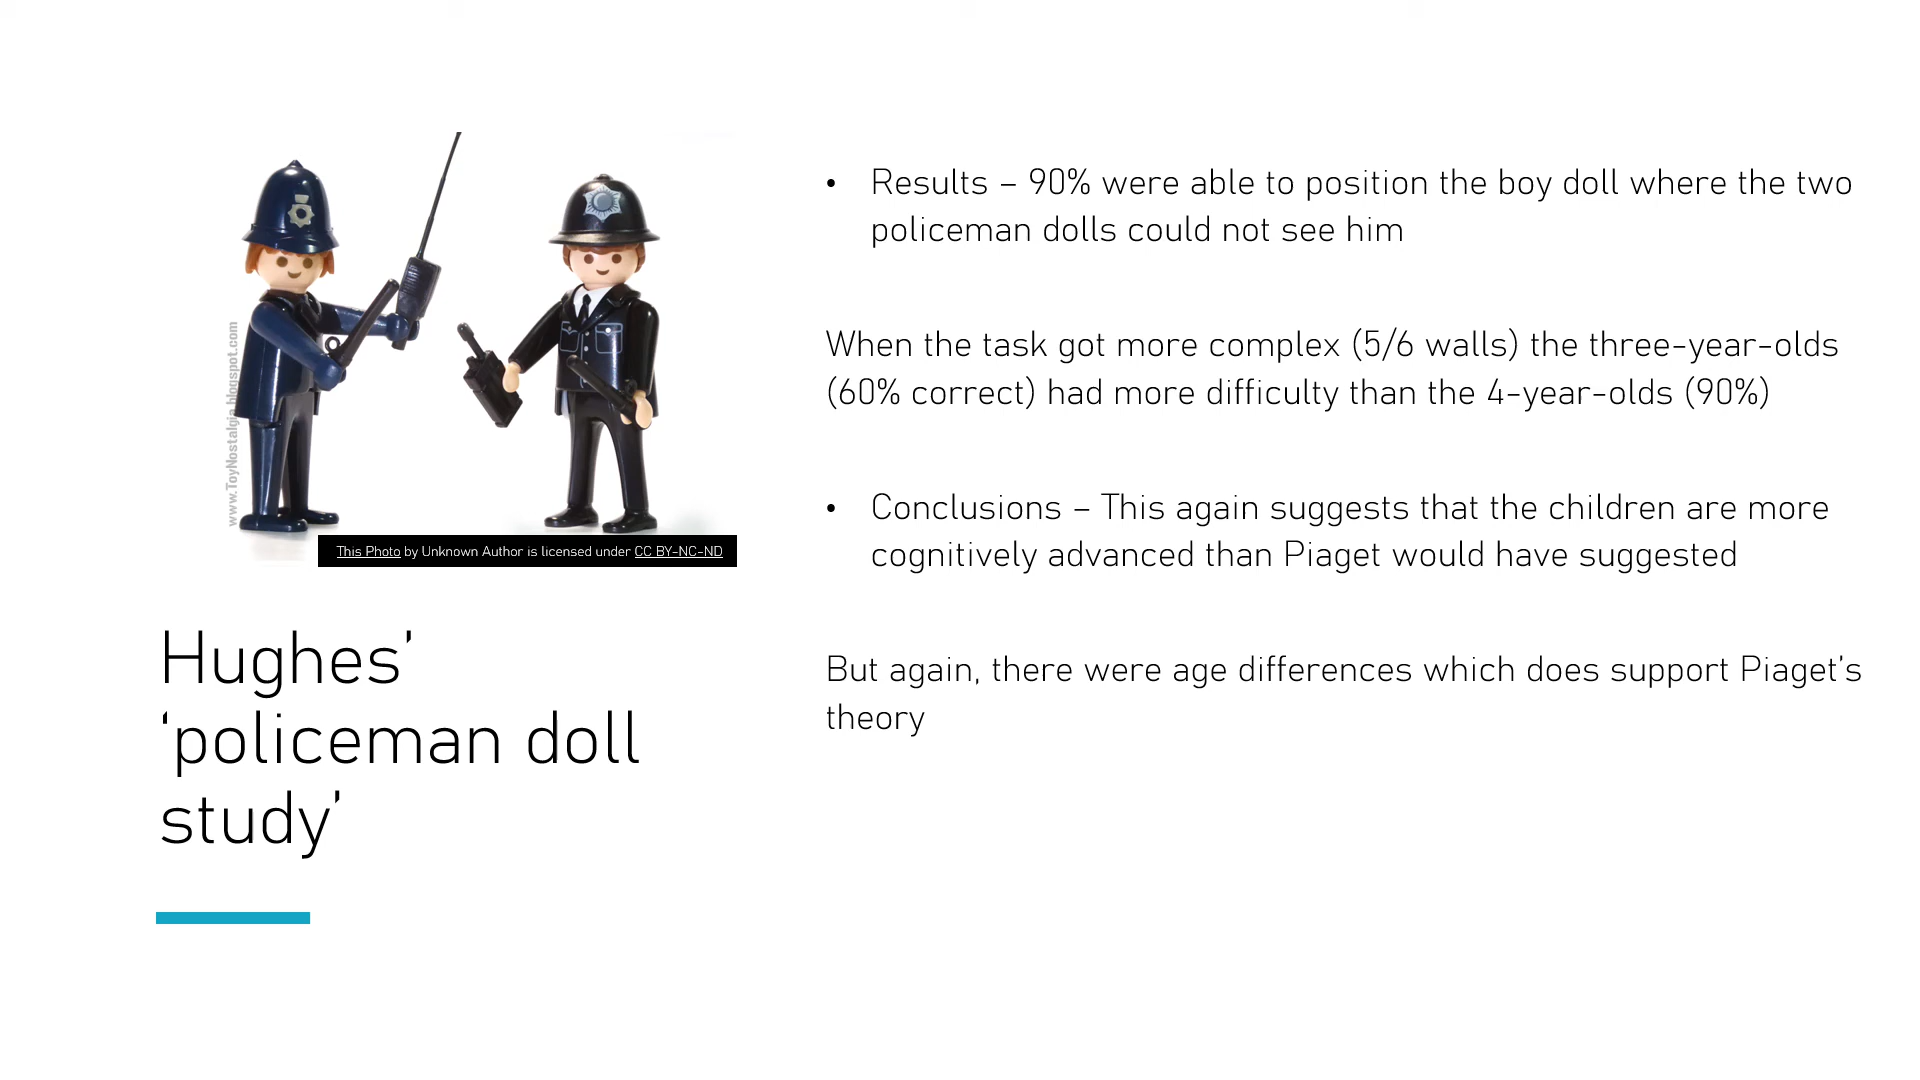 www.ToyNostalgia.blogspot.com
This Photo by Unknown Author is licensed under CC BY-NC-ND
Hughes’
‘policeman doll
study’
• Results – 90% were able to position the boy doll where the two
policeman dolls could not see him
When the task got more complex (5/6 walls) the three-year-olds
(60% correct) had more difficulty than the 4-year-olds (90%)
• Conclusions – This again suggests that the children are more
cognitively advanced than Piaget would have suggested
But again, there were age differences which does support Piaget’s
theory